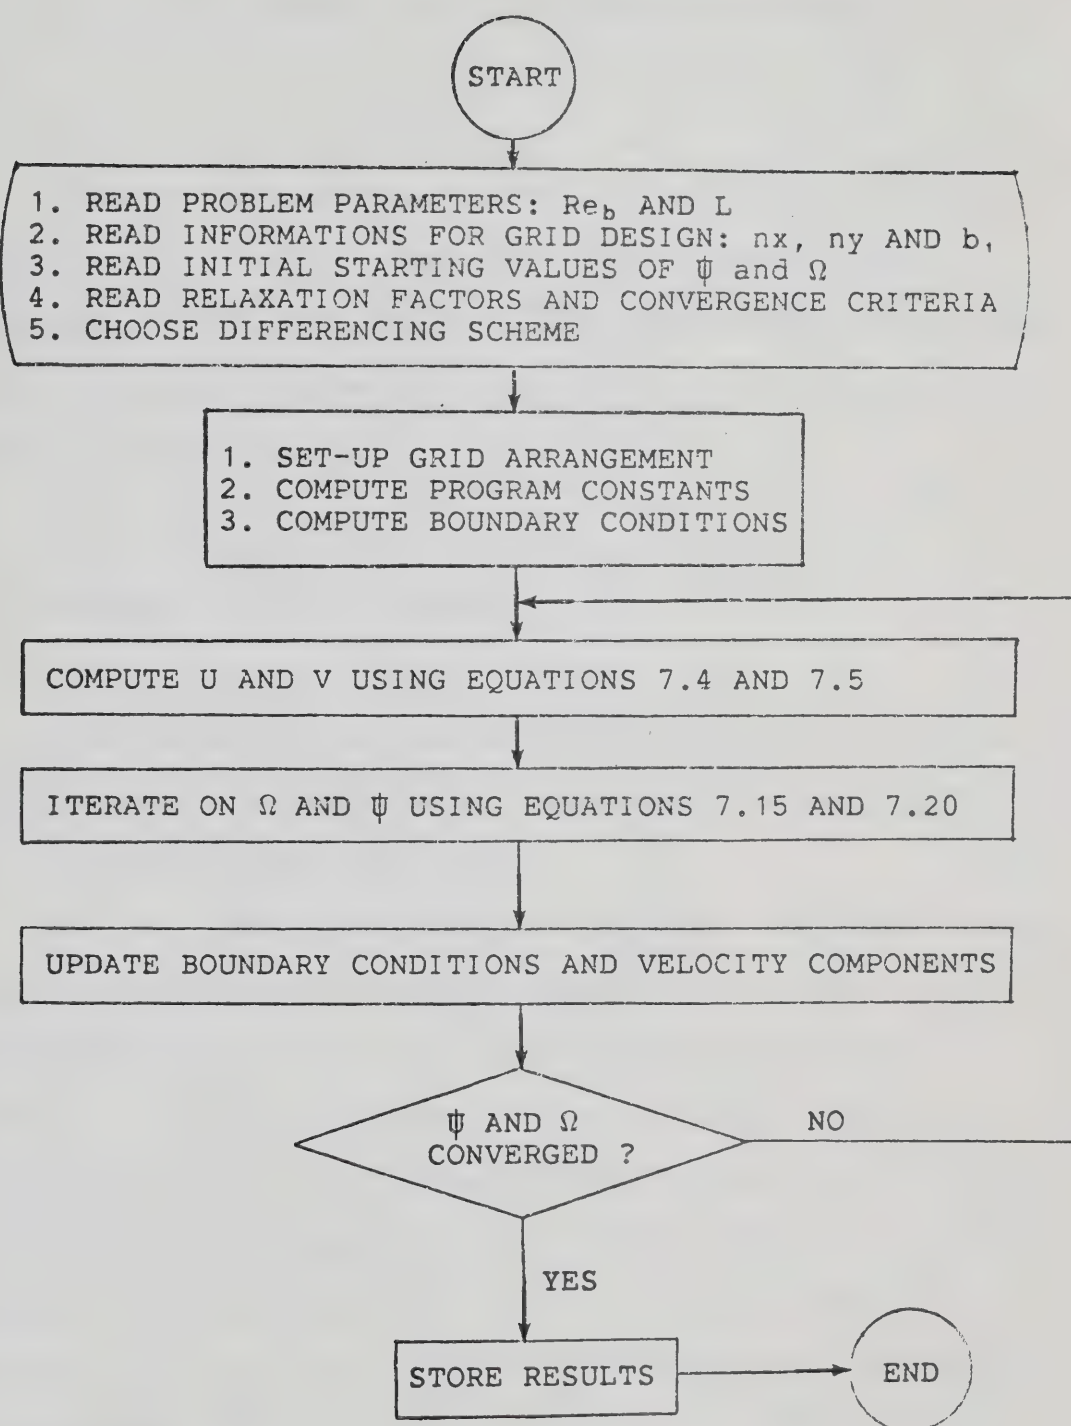 START
1. READ PROBLEM PARAMETERS: Re_b AND L
2. READ INFORMATIONS FOR GRID DESIGN: nx, ny AND b₁
3. READ INITIAL STARTING VALUES OF ψ and Ω
4. READ RELAXATION FACTORS AND CONVERGENCE CRITERIA
5. CHOOSE DIFFERENCING SCHEME
1. SET-UP GRID ARRANGEMENT
2. COMPUTE PROGRAM CONSTANTS
3. COMPUTE BOUNDARY CONDITIONS
COMPUTE U AND V USING EQUATIONS 7.4 AND 7.5
ITERATE ON Ω AND ψ USING EQUATIONS 7.15 AND 7.20
UPDATE BOUNDARY CONDITIONS AND VELOCITY COMPONENTS
ψ AND Ω
CONVERGED ?
NO
YES
STORE RESULTS
END